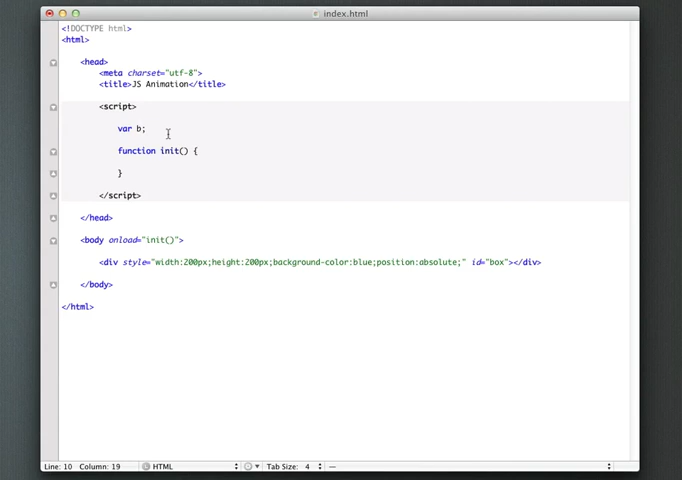 index.html
<!DOCTYPE html>
<html>
<head>
<meta charset="utf-8">
<title>JS Animation</title>
<script>
var b;
function init() {
}
</script>
</head>
<body onload="init()">
<div style="width:200px;height:200px;background-color:blue;position:absolute;" id="box"></div>
</body>
</html>
Line: 10 Column: 19 HTML Tab Size: 4 —